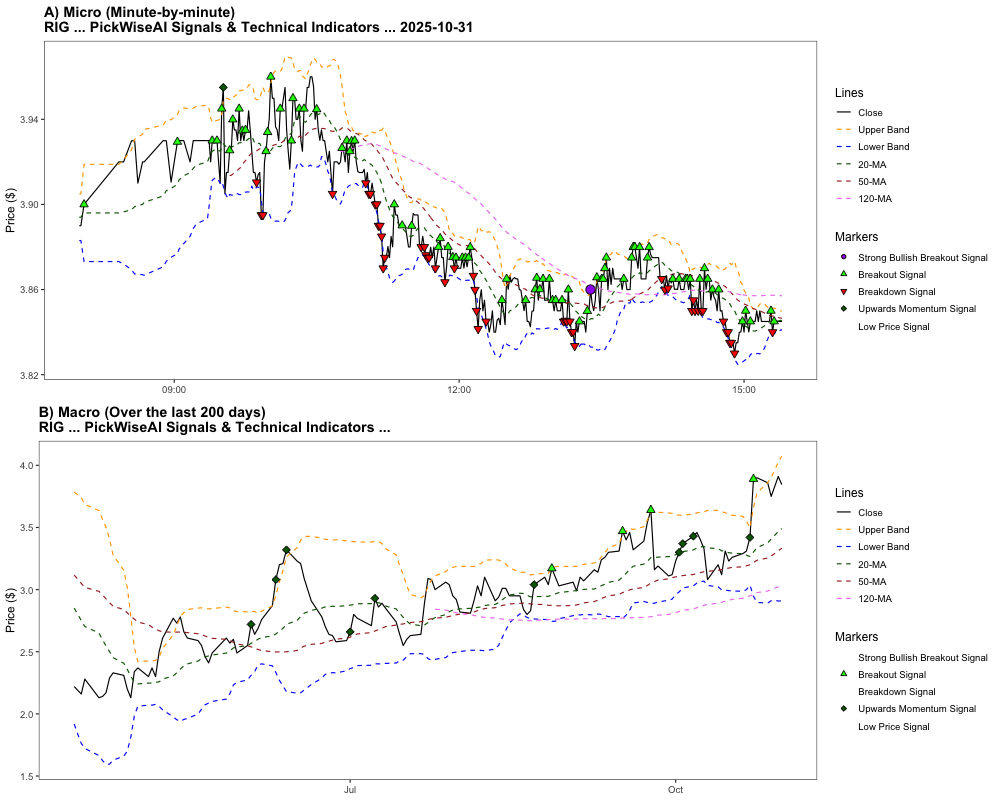 A) Micro (Minute-by-minute)
RIG ... PickWiseAI Signals & Technical Indicators ... 2025-10-31
Price ($)
3.94
3.90
3.86
3.82
09:00
12:00
15:00
Lines
Close
Upper Band
Lower Band
20-MA
50-MA
120-MA
Markers
Strong Bullish Breakout Signal
Breakout Signal
Breakdown Signal
Upwards Momentum Signal
Low Price Signal
B) Macro (Over the last 200 days)
RIG ... PickWiseAI Signals & Technical Indicators ...
Price ($)
4.0
3.5
3.0
2.5
2.0
1.5
Jul
Oct
Lines
Close
Upper Band
Lower Band
20-MA
50-MA
120-MA
Markers
Strong Bullish Breakout Signal
Breakout Signal
Breakdown Signal
Upwards Momentum Signal
Low Price Signal